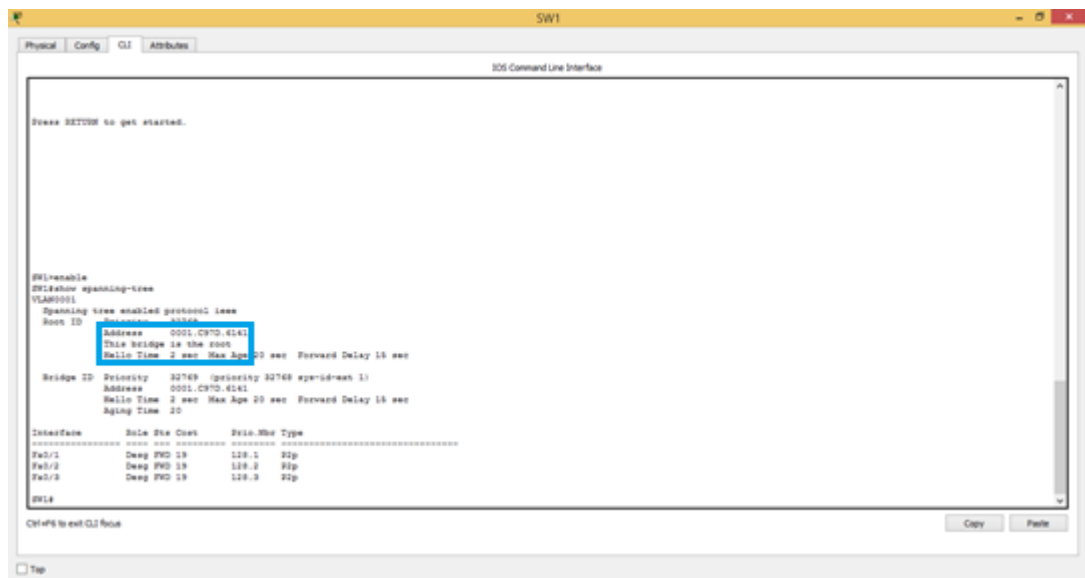 SW1
Physical Config CLI Attributes
IOS Command Line Interface
Press RETURN to get started.
SW1>enable
SW1#show spanning-tree
VLAN0001
Spanning tree enabled protocol ieee
Root ID Priority 32769
Address 0001.C97D.6141
This bridge is the root
Hello Time 2 sec Max Age 20 sec Forward Delay 15 sec
Bridge ID Priority 32769 (priority 32768 sys-id-ext 1)
Address 0001.C97D.6141
Hello Time 2 sec Max Age 20 sec Forward Delay 15 sec
Aging Time 20
Interface Role Sts Cost Prio.Nbr Type
---------------- ---- --- --------- -------- --------------------------------
Fa0/1 Desg FWD 19 128.1 P2p
Fa0/2 Desg FWD 19 128.2 P2p
Fa0/3 Desg FWD 19 128.3 P2p
SW1#
Ctrl+F6 to exit CLI focus
Copy Paste
Top